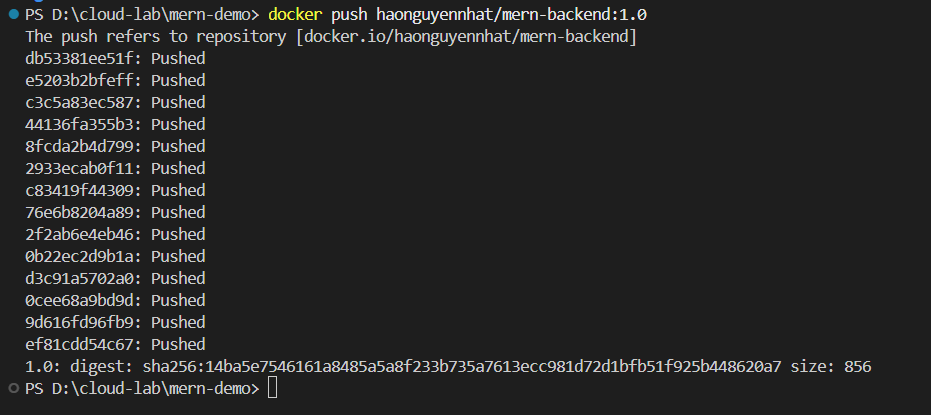 PS D:\cloud-lab\mern-demo> docker push haonguyennhat/mern-backend:1.0
The push refers to repository [docker.io/haonguyennhat/mern-backend]
db53381ee51f: Pushed
e5203b2bfeff: Pushed
c3c5a83ec587: Pushed
44136fa355b3: Pushed
8fcda2b4d799: Pushed
2933ecab0f11: Pushed
c83419f44309: Pushed
76e6b8204a89: Pushed
2f2ab6e4eb46: Pushed
0b22ec2d9b1a: Pushed
d3c91a5702a0: Pushed
0cee68a9bd9d: Pushed
9d616fd96fb9: Pushed
ef81cdd54c67: Pushed
1.0: digest: sha256:14ba5e7546161a8485a5a8f233b735a7613ecc981d72d1bfb51f925b448620a7 size: 856
PS D:\cloud-lab\mern-demo>